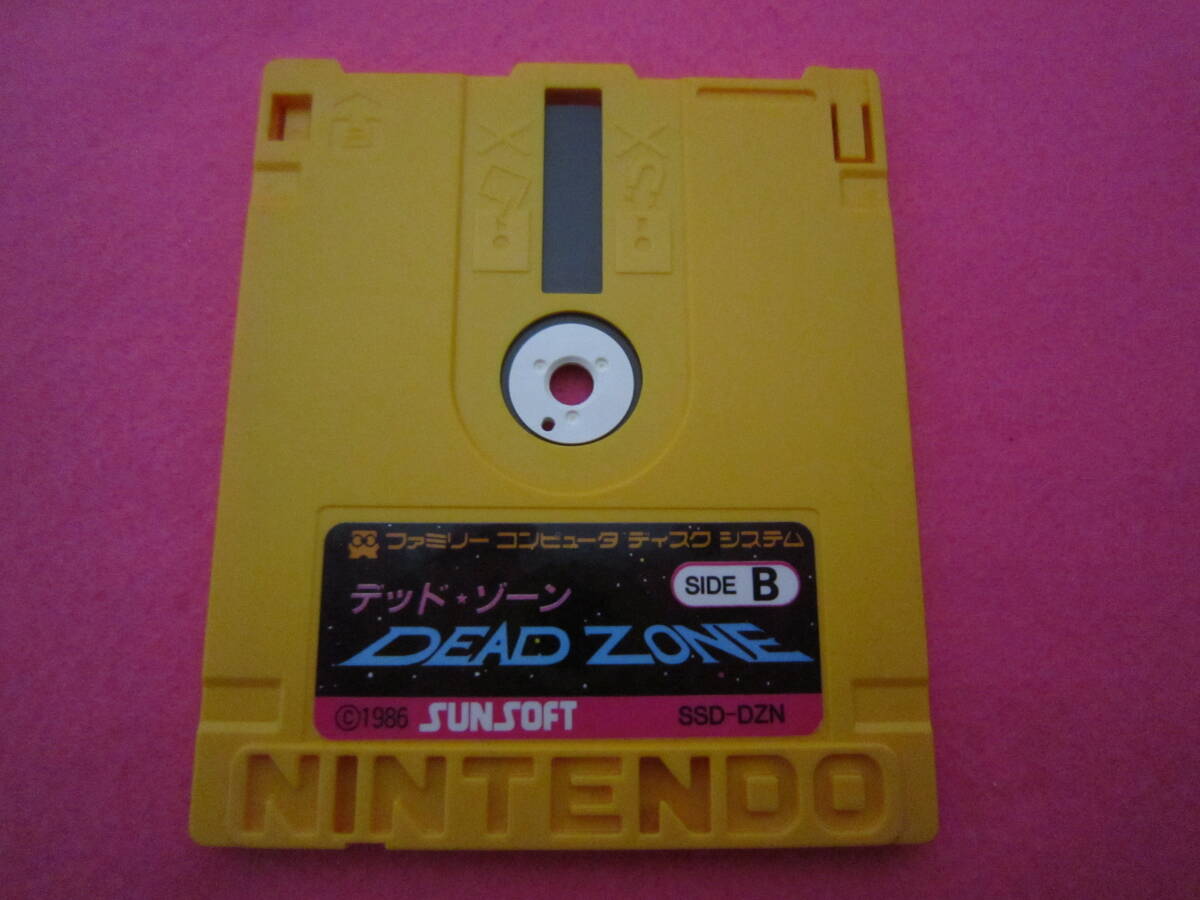 ファミリー コンピュータ ディスク システム
SIDE B
デッド★ゾーン
DEAD ZONE
©1986 SUNSOFT SSD-DZN
NINTENDO